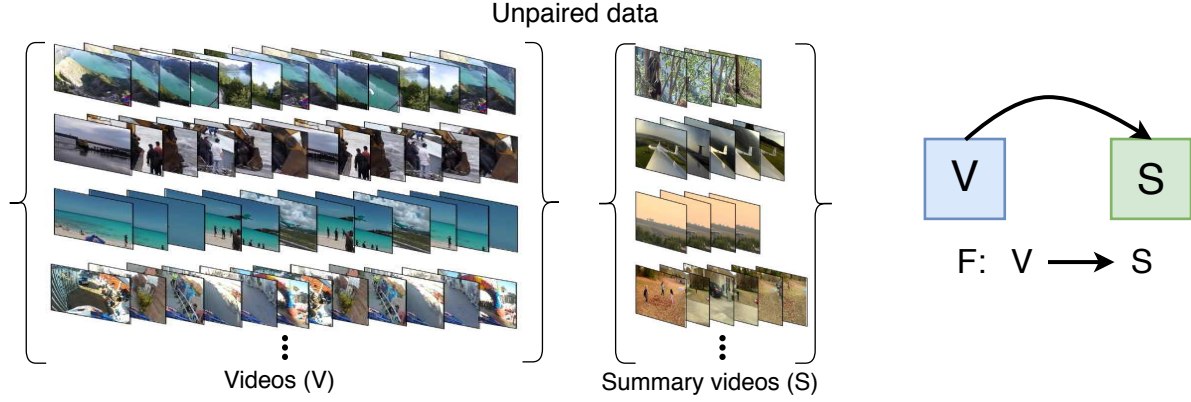 Unpaired data
Videos (V)
Summary videos (S)
V
S
F: V S